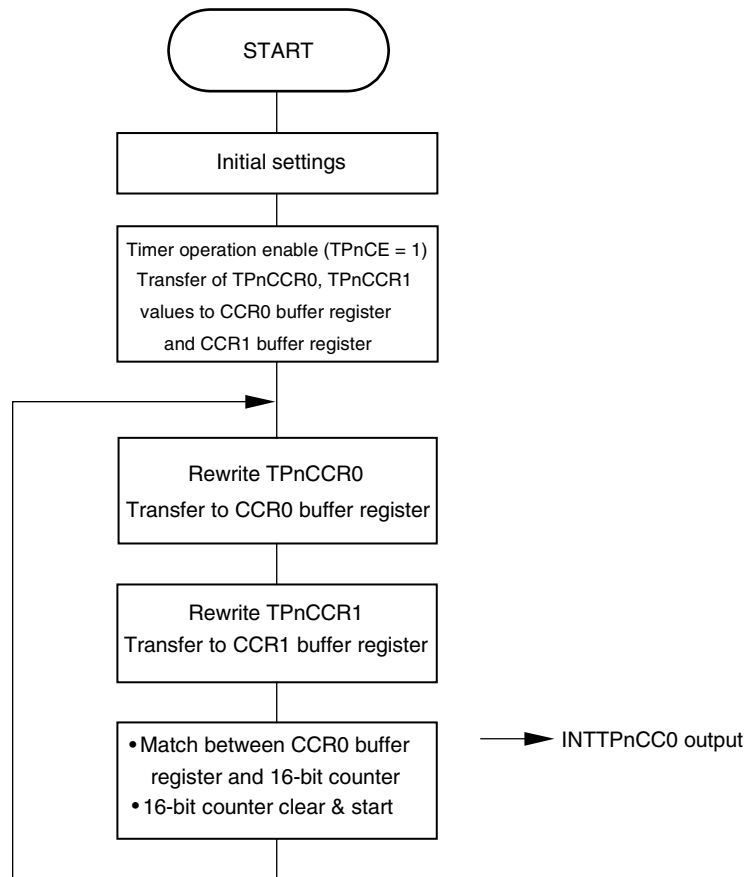 START
Initial settings
Timer operation enable (TPnCE = 1)
Transfer of TPnCCR0, TPnCCR1
values to CCR0 buffer register
and CCR1 buffer register
Rewrite TPnCCR0
Transfer to CCR0 buffer register
Rewrite TPnCCR1
Transfer to CCR1 buffer register
• Match between CCR0 buffer
register and 16-bit counter
• 16-bit counter clear & start
INTTPnCC0 output